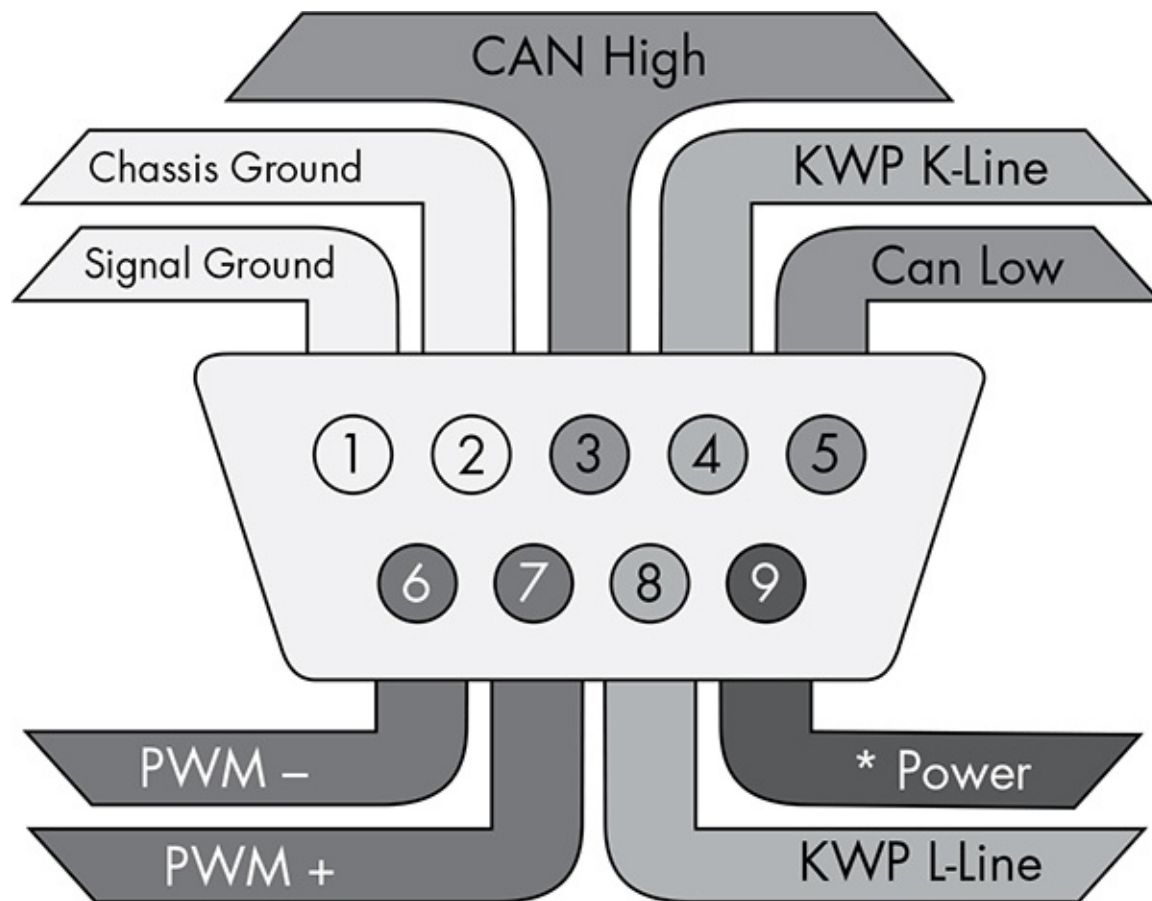 CAN High
Chassis Ground
KWP K-Line
Signal Ground
Can Low
1 2 3 4 5
6 7 8 9
PWM –
* Power
PWM +
KWP L-Line